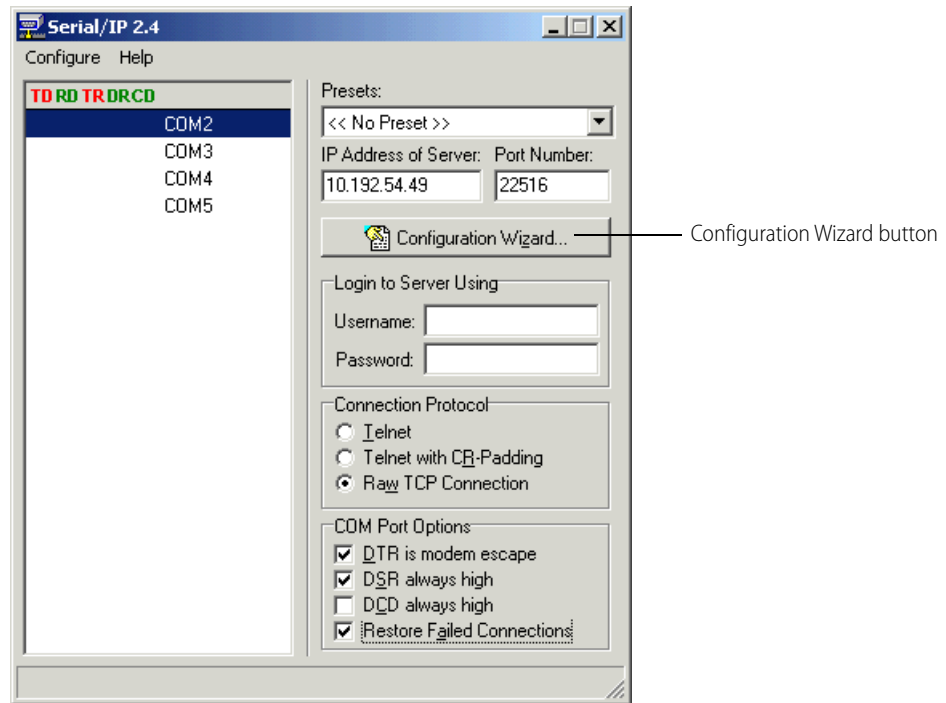 Serial/IP 2.4
Configure Help
TD RD TR DR CD
COM2
COM3
COM4
COM5
Presets:
<< No Preset >>
IP Address of Server: Port Number:
10.192.54.49 22516
Configuration Wizard...
Configuration Wizard button
Login to Server Using
Username:
Password:
Connection Protocol
Telnet
Telnet with CR-Padding
Raw TCP Connection
COM Port Options
DTR is modem escape
DSR always high
DCD always high
Restore Failed Connections